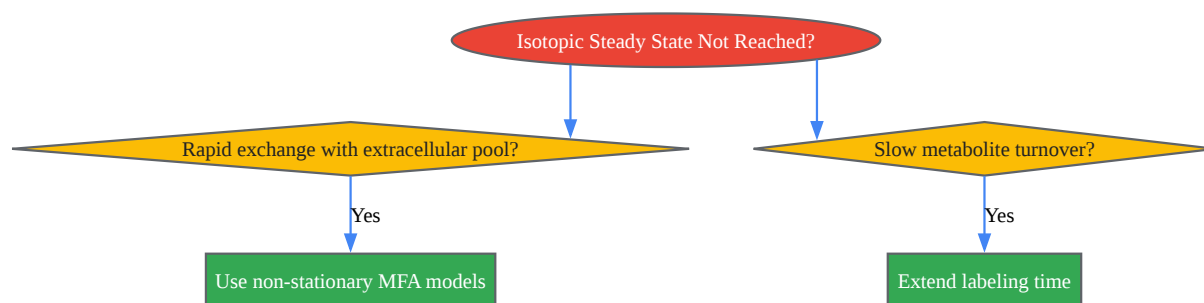 Isotopic Steady State Not Reached?
Rapid exchange with extracellular pool?
Slow metabolite turnover?
Yes
Yes
Use non-stationary MFA models
Extend labeling time